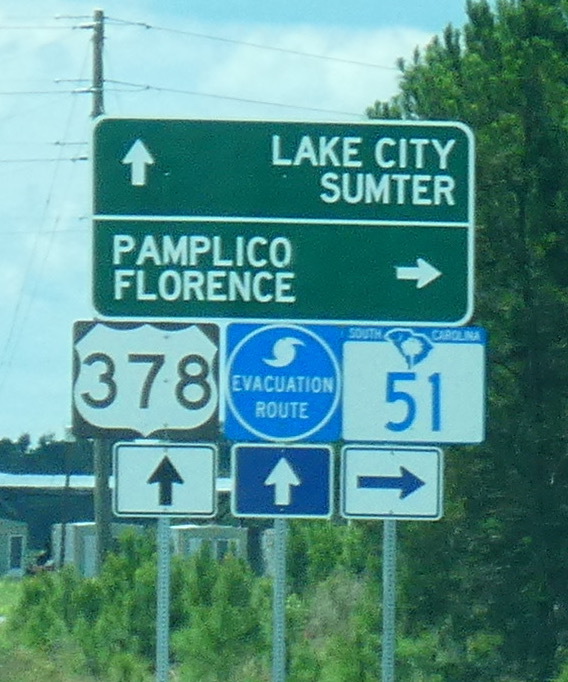 LAKE CITY
SUMTER
PAMPLICO
FLORENCE
378
EVACUATION
ROUTE
SOUTH CAROLINA
51